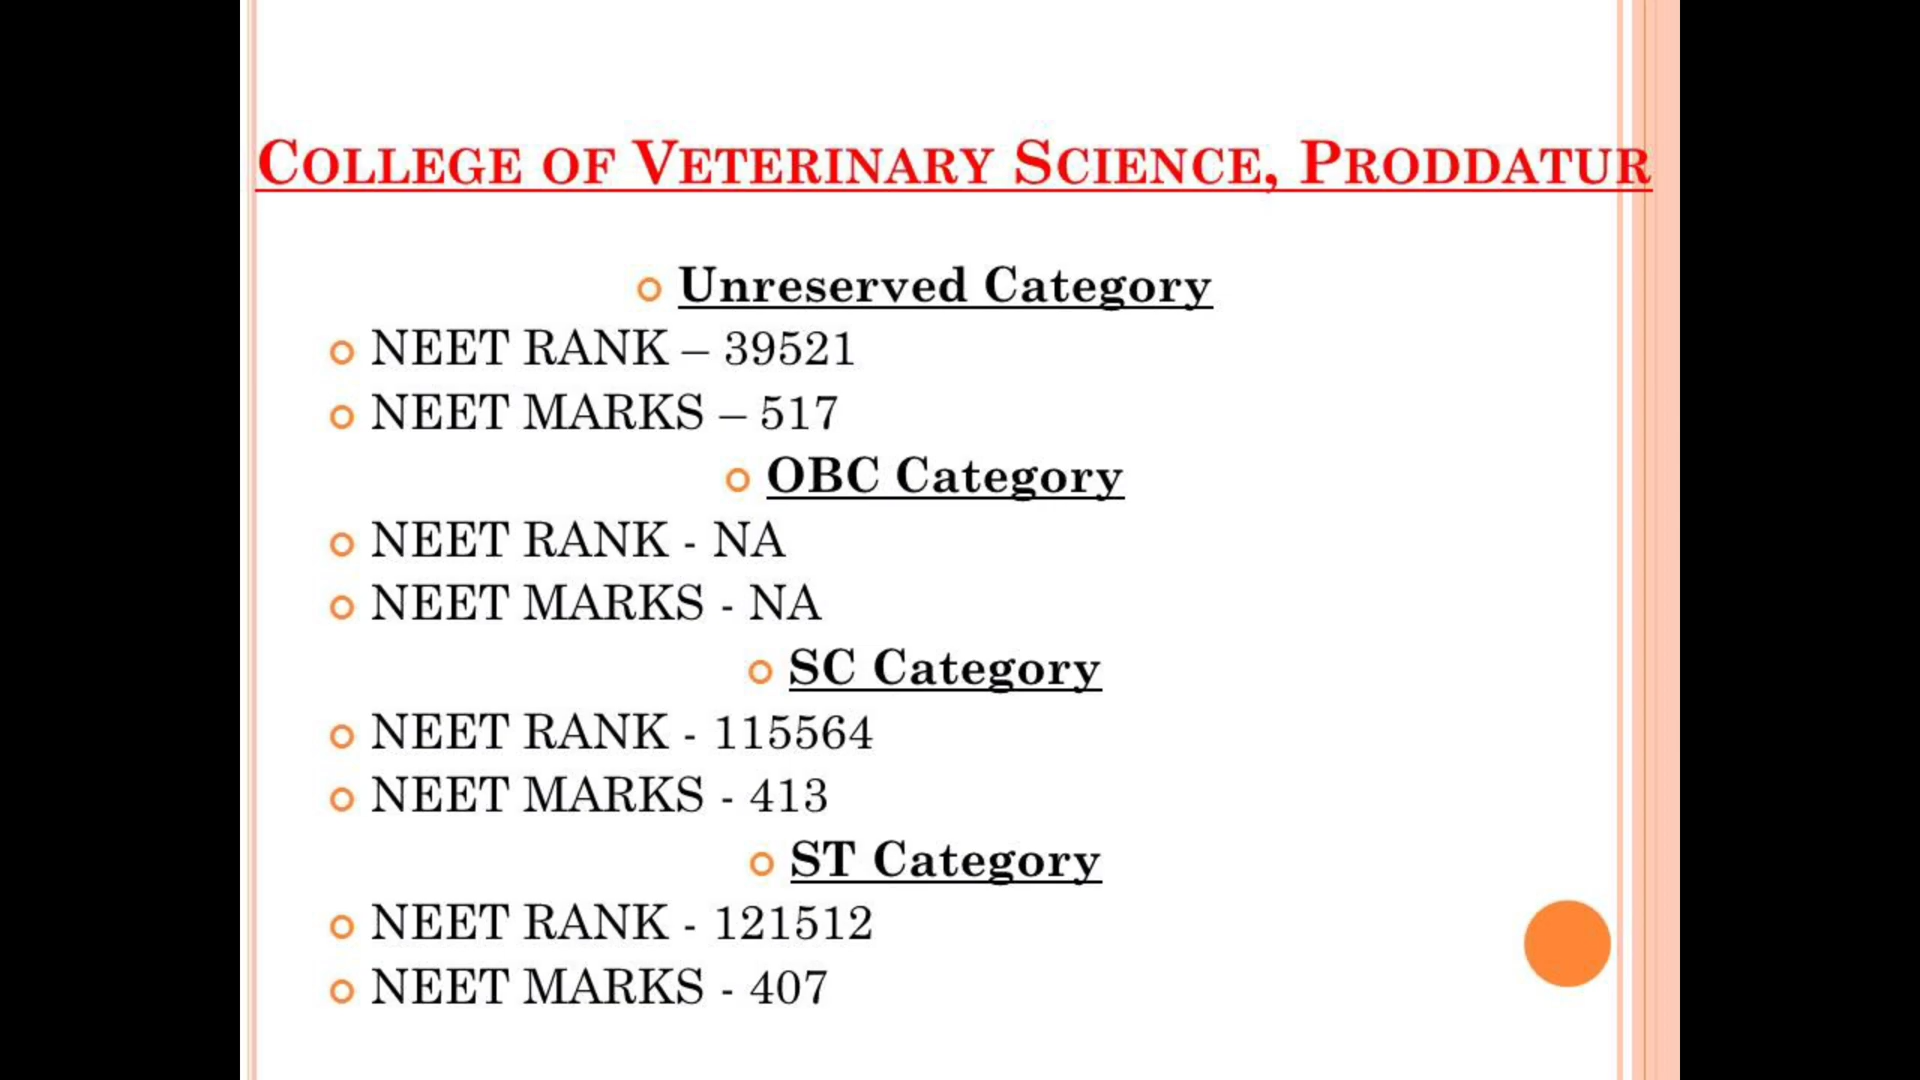 COLLEGE OF VETERINARY SCIENCE, PRODDATUR
Unreserved Category
NEET RANK – 39521
NEET MARKS – 517
OBC Category
NEET RANK - NA
NEET MARKS - NA
SC Category
NEET RANK - 115564
NEET MARKS - 413
ST Category
NEET RANK - 121512
NEET MARKS - 407